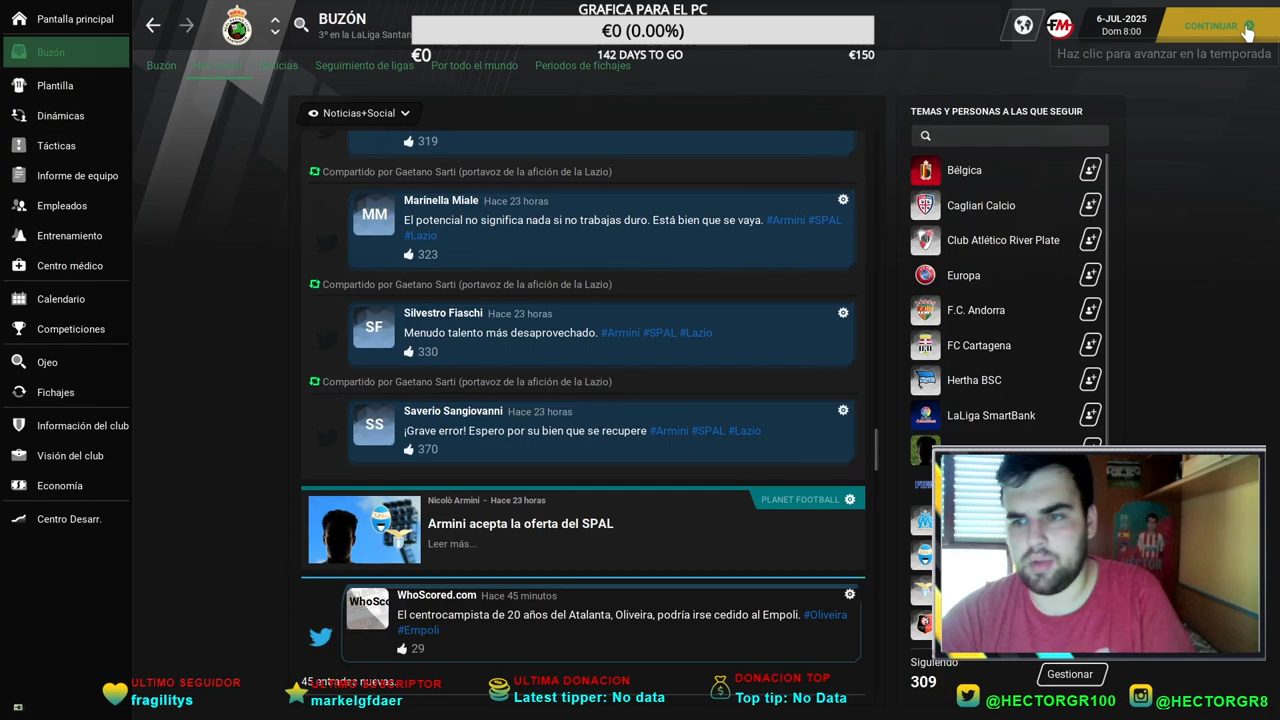 Pantalla principal
Buzón
Plantilla
Dinámicas
Tácticas
Informe de equipo
Empleados
Entrenamiento
Centro médico
Calendario
Competiciones
Ojeo
Fichajes
Información del club
Visión del club
Economía
Centro Desarr.
BUZÓN
3º en la LaLiga Santan
GRAFICA PARA EL PC
€0 (0.00%)
€0
142 DAYS TO GO
€150
FM
6-JUL-2025
Dom 8:00
CONTINUAR
Haz clic para avanzar en la temporada
Buzón
Noticias
Seguimiento de ligas
Por todo el mundo
Periodos de fichajes
Noticias+Social
319
Compartido por Gaetano Sarti (portavoz de la afición de la Lazio)
MM
Marinella Miale Hace 23 horas
El potencial no significa nada si no trabajas duro. Está bien que se vaya. #Armini #SPAL
#Lazio
323
Compartido por Gaetano Sarti (portavoz de la afición de la Lazio)
SF
Silvestro Fiaschi Hace 23 horas
Menudo talento más desaprovechado. #Armini #SPAL #Lazio
330
Compartido por Gaetano Sarti (portavoz de la afición de la Lazio)
SS
Saverio Sangiovanni Hace 23 horas
¡Grave error! Espero por su bien que se recupere #Armini #SPAL #Lazio
370
Nicolò Armini - Hace 23 horas
PLANET FOOTBALL
Armini acepta la oferta del SPAL
Leer más...
WhoSco
WhoScored.com Hace 45 minutos
El centrocampista de 20 años del Atalanta, Oliveira, podría irse cedido al Empoli. #Oliveira
#Empoli
29
45 entradas nuevas.
TEMAS Y PERSONAS A LAS QUE SEGUIR
Bélgica
Cagliari Calcio
Club Atlético River Plate
Europa
F.C. Andorra
FC Cartagena
Hertha BSC
LaLiga SmartBank
Siguiendo
309
Gestionar
ULTIMO SEGUIDOR
fragilitys
ULTIMO SUSCRIPTOR
markelgfdaer
ULTIMA DONACION
Latest tipper: No data
DONACION TOP
Top tip: No Data
@HECTORGR100
@HECTORGR8